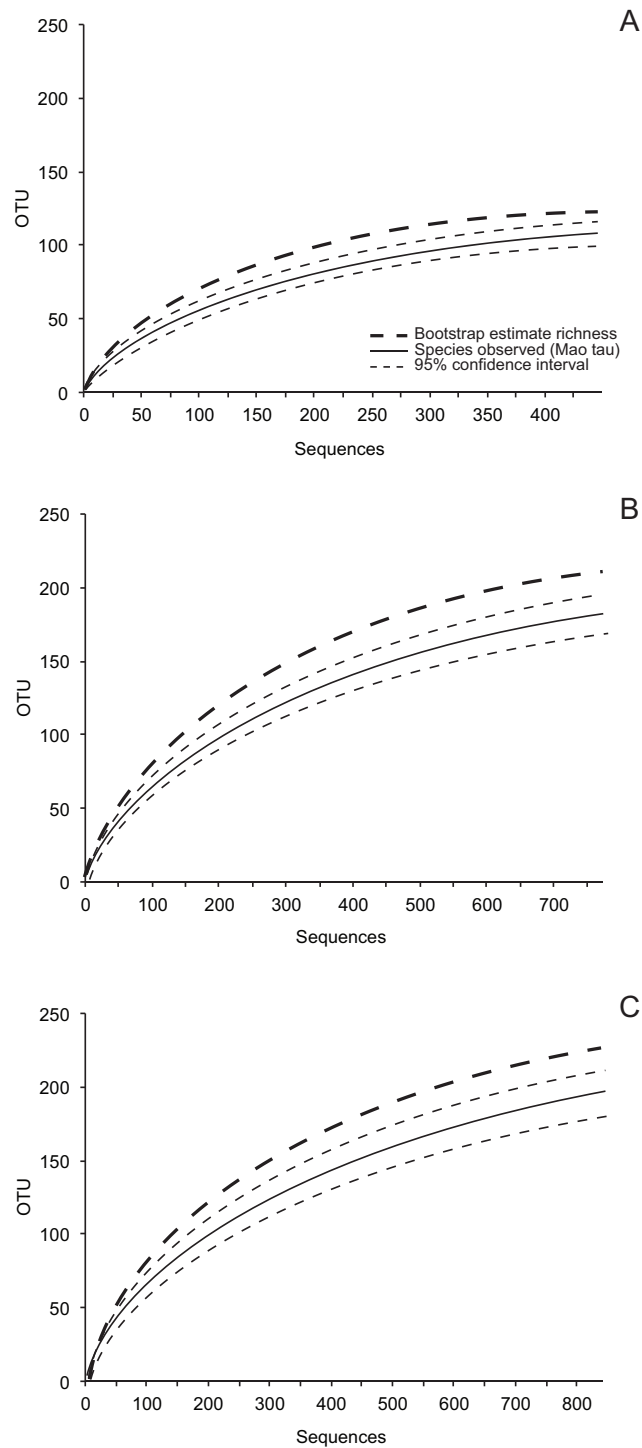 A
250
200
150
100
50
0
OTU
Bootstrap estimate richness
Species observed (Mao tau)
95% confidence interval
0 50 100 150 200 250 300 350 400
Sequences
B
250
200
150
100
50
0
OTU
0 100 200 300 400 500 600 700
Sequences
C
250
200
150
100
50
0
OTU
0 100 200 300 400 500 600 700 800
Sequences